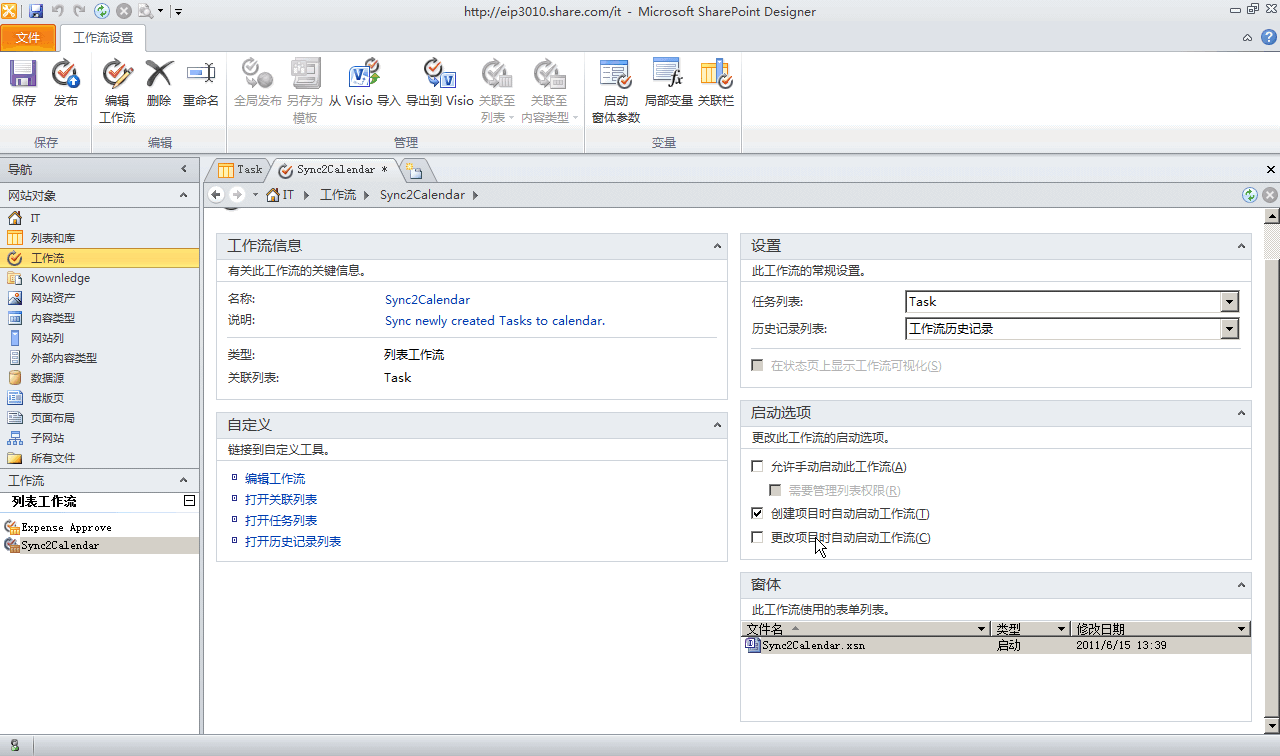 http://eip3010.share.com/it - Microsoft SharePoint Designer
文件
工作流设置
保存
发布
编辑
工作流
删除
重命名
全局发布
另存为
模板
从 Visio 导入
导出到 Visio
关联至
列表
关联至
内容类型
启动
窗体参数
局部变量
关联栏
保存
编辑
管理
变量
导航
网站对象
IT
列表和库
工作流
Kownledge
网站资产
内容类型
网站列
外部内容类型
数据源
母版页
页面布局
子网站
所有文件
工作流
列表工作流
Expense Approve
Sync2Calendar
Task
Sync2Calendar *
IT
工作流
Sync2Calendar
工作流信息
有关此工作流的关键信息。
名称: Sync2Calendar
说明: Sync newly created Tasks to calendar.
类型: 列表工作流
关联列表: Task
自定义
链接到自定义工具。
编辑工作流
打开关联列表
打开任务列表
打开历史记录列表
设置
此工作流的常规设置。
任务列表: Task
历史记录列表: 工作流历史记录
在状态页上显示工作流可视化(S)
启动选项
更改此工作流的启动选项。
允许手动启动此工作流(A)
需要管理列表权限(R)
创建项目时自动启动工作流(T)
更改项目时自动启动工作流(C)
窗体
此工作流使用的表单列表。
文件名 类型 修改日期
Sync2Calendar.xsn 启动 2011/6/15 13:39